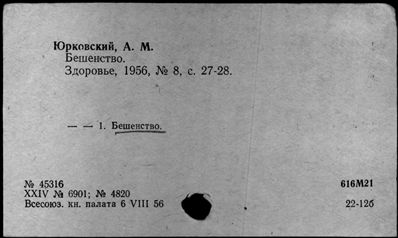 Юрковский, А. М.
Бешенство.
Здоровье, 1956, № 8, с. 27-28.
— — 1. Бешенство.
№ 45316
616М21
XXIV № 6901; № 4820
Всесоюз. кн. палата 6 VIII 56
22-126